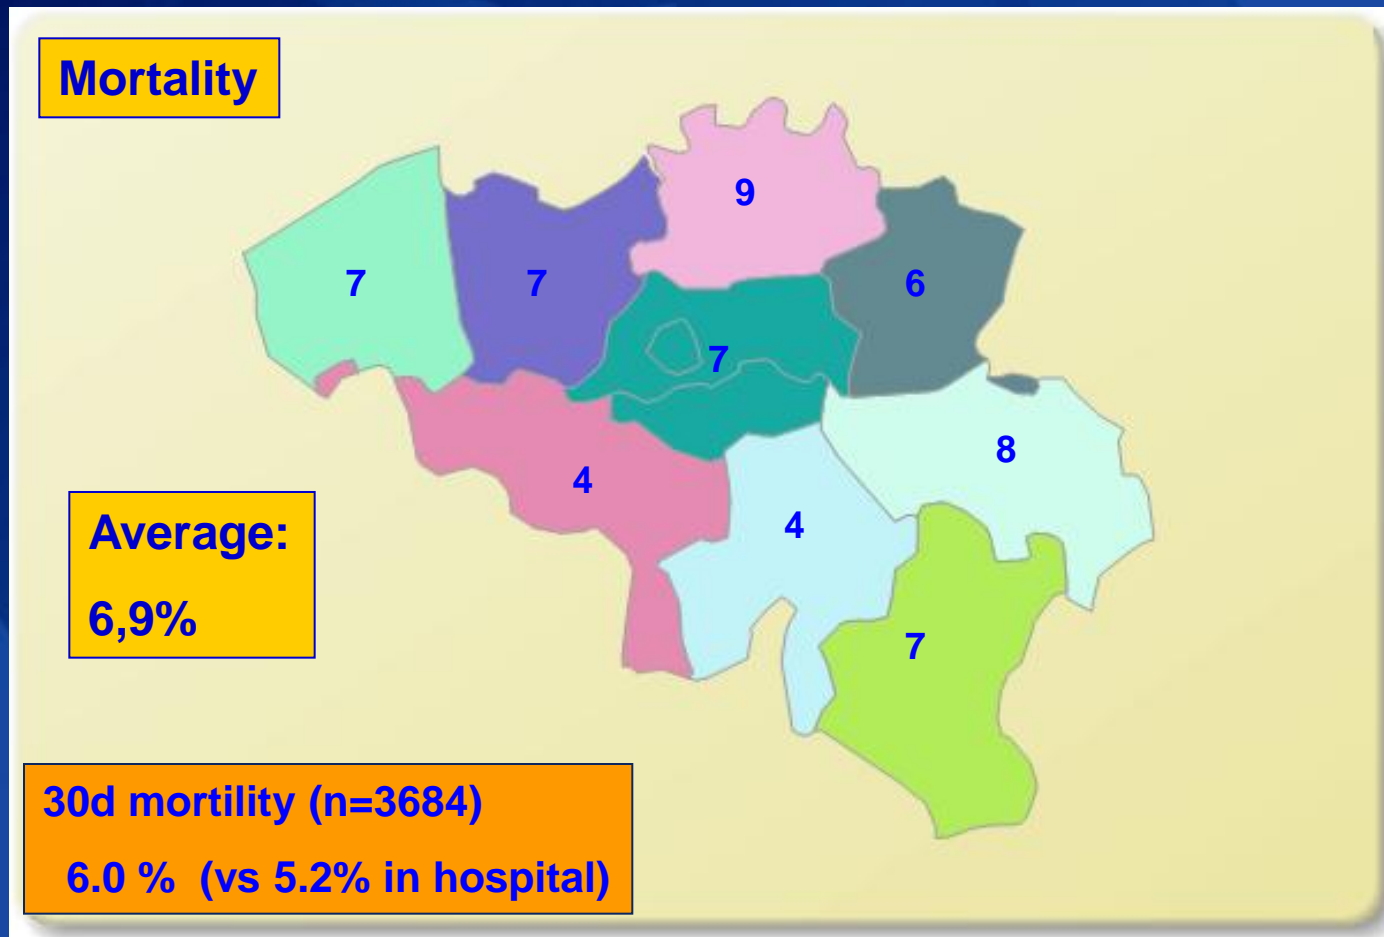 Mortality
9
7
7
6
7
8
4
4
7
Average:
6,9%
30d mortility (n=3684)
6.0 % (vs 5.2% in hospital)